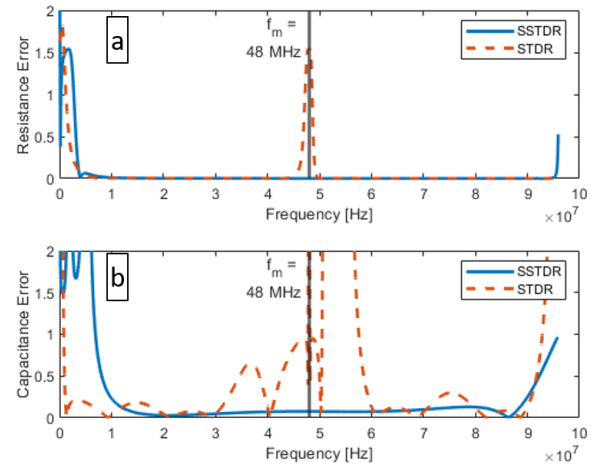 2
1.5
1
0.5
0
Resistance Error
a
f_m =
48 MHz
SSTDR
STDR
0 1 2 3 4 5 6 7 8 9 10
Frequency [Hz]
×10^7
2
1.5
1
0.5
0
Capacitance Error
b
f_m =
48 MHz
SSTDR
STDR
0 1 2 3 4 5 6 7 8 9 10
Frequency [Hz]
×10^7